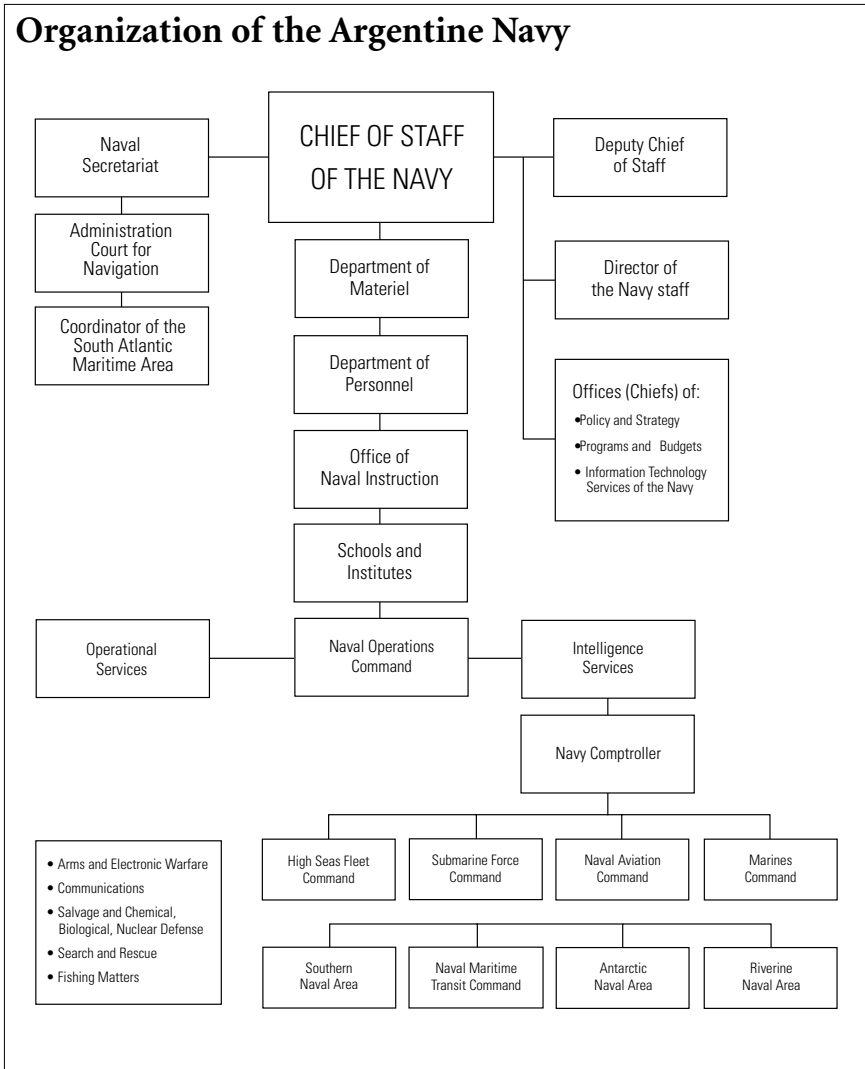 Organization of the Argentine Navy
CHIEF OF STAFF
OF THE NAVY
Naval
Secretariat
Deputy Chief
of Staff
Administration
Court for
Navigation
Department of
Materiel
Director of
the Navy staff
Coordinator of the
South Atlantic
Maritime Area
Department of
Personnel
Offices (Chiefs) of:
•Policy and Strategy
•Programs and Budgets
• Information Technology
Services of the Navy
Office of
Naval Instruction
Schools and
Institutes
Operational
Services
Naval Operations
Command
Intelligence
Services
Navy Comptroller
• Arms and Electronic Warfare
• Communications
• Salvage and Chemical,
Biological, Nuclear Defense
• Search and Rescue
• Fishing Matters
High Seas Fleet
Command
Submarine Force
Command
Naval Aviation
Command
Marines
Command
Southern
Naval Area
Naval Maritime
Transit Command
Antarctic
Naval Area
Riverine
Naval Area